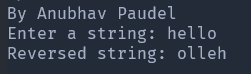 By Anubhav Paudel
Enter a string: hello
Reversed string: olleh